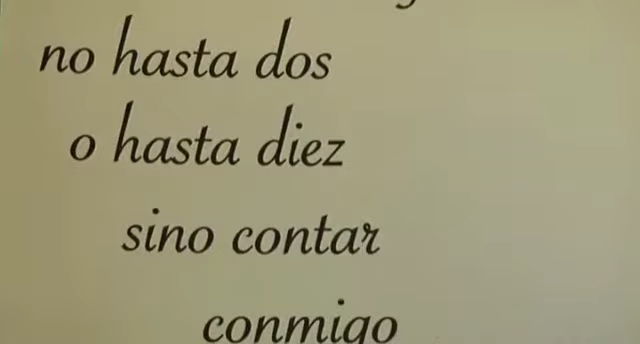 no hasta dos
o hasta diez
sino contar
conmigo